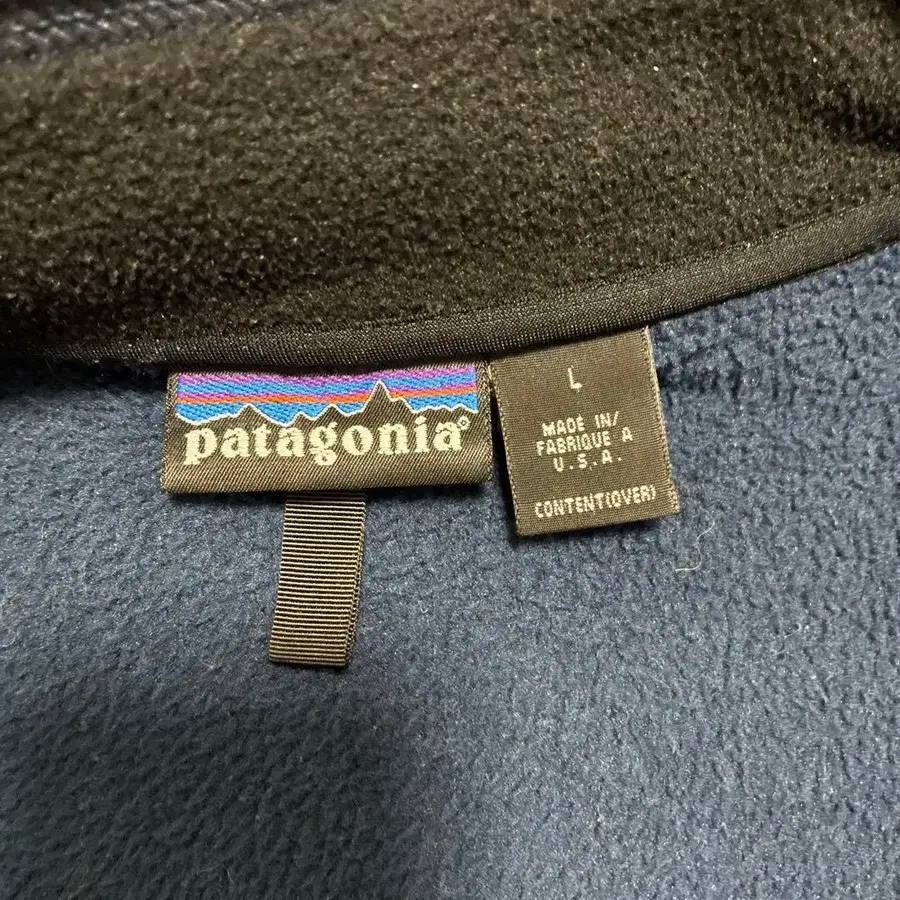 patagonia®
L
MADE IN/
FABRIQUE A
U.S.A.
CONTENT(OVER)